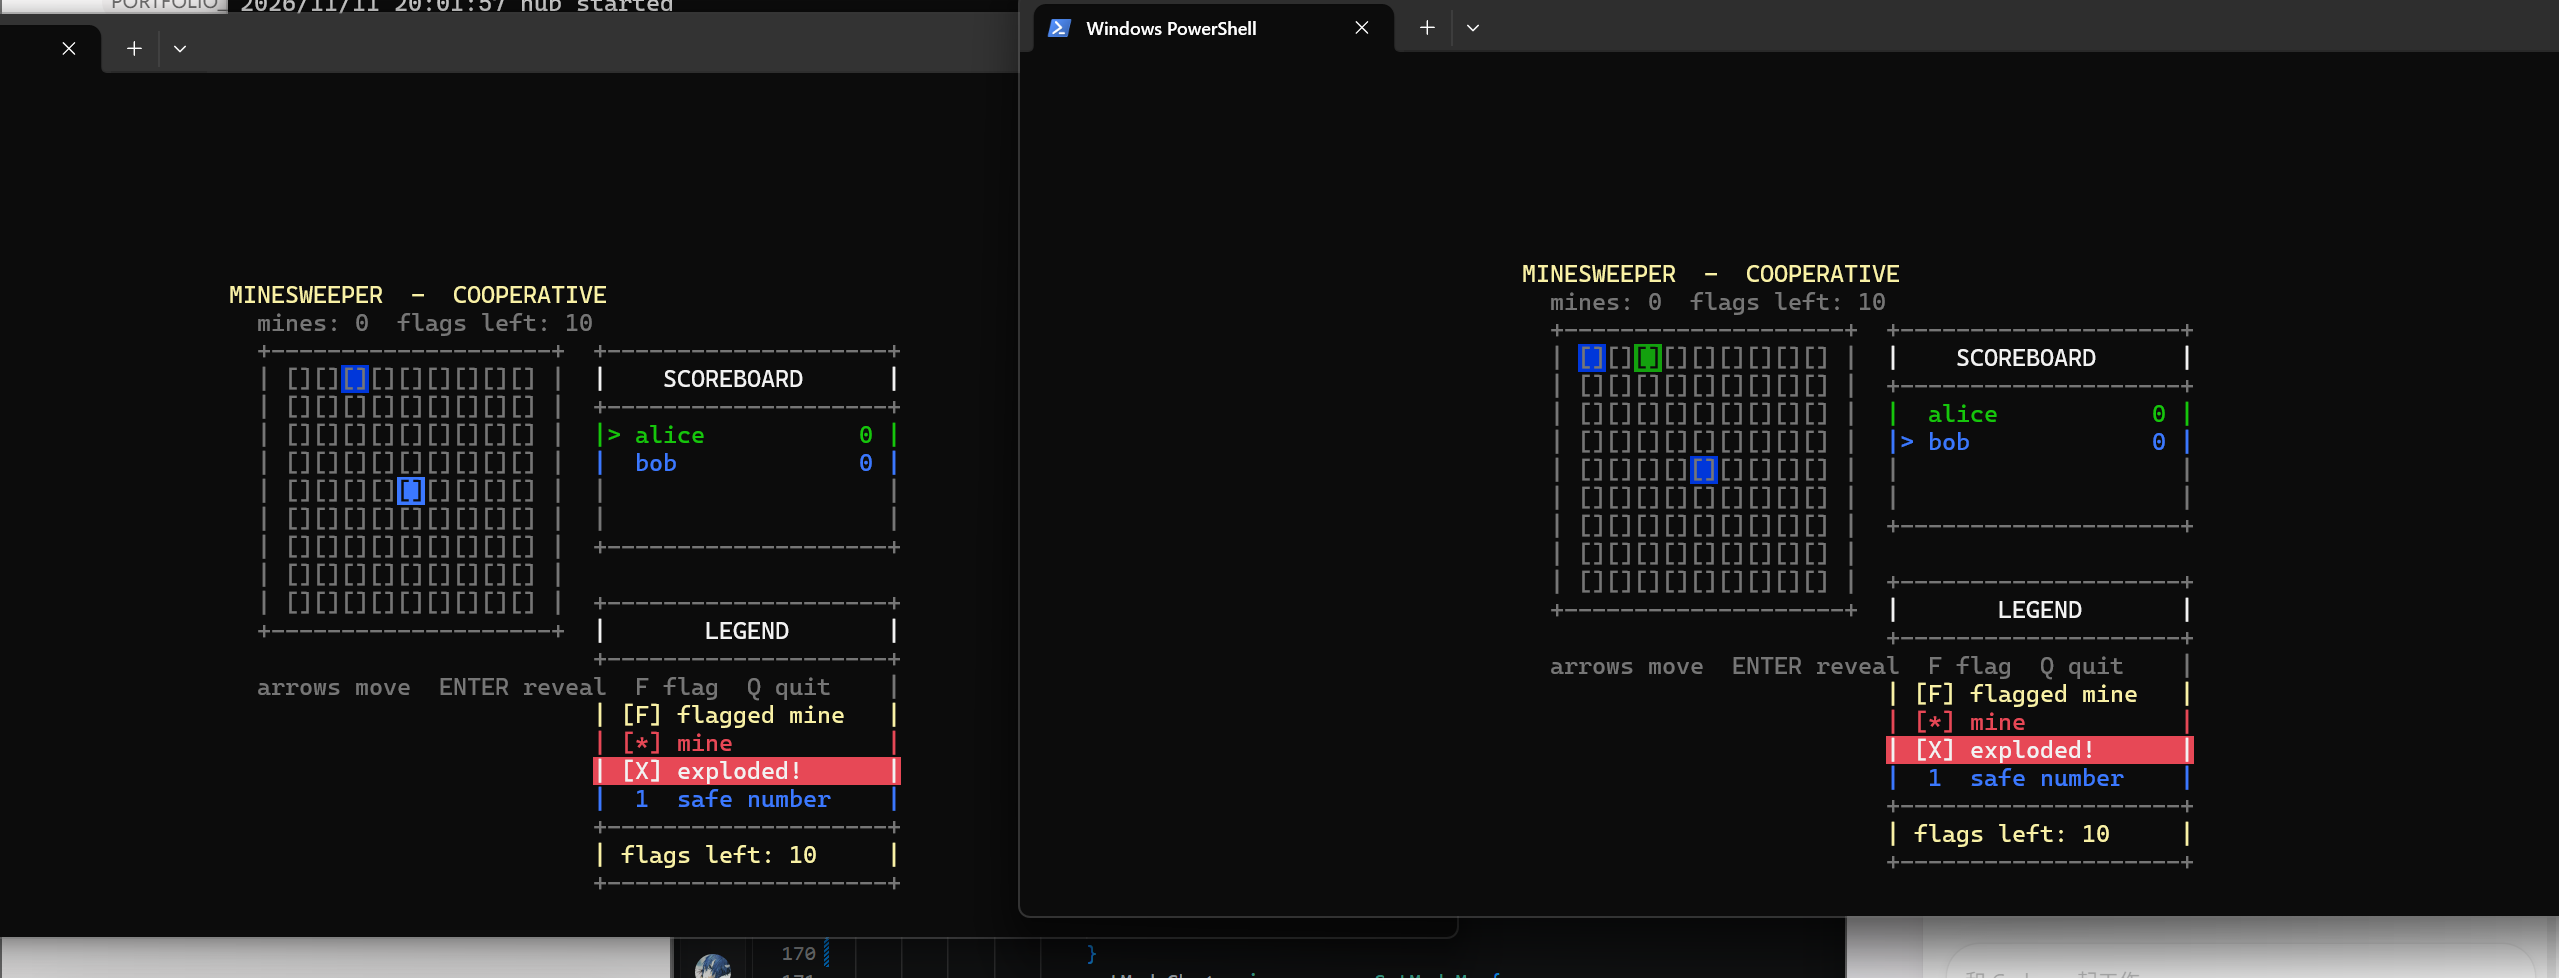 PORTFOLIO_
2026/11/11 20:01:57 hub started
MINESWEEPER - COOPERATIVE
mines: 0 flags left: 10
[][][][][][][][][]
[][][][][][][][][]
[][][][][][][][][]
[][][][][][][][][]
[][][][][][][][][]
[][][][][][][][][]
[][][][][][][][][]
[][][][][][][][][]
[][][][][][][][][]
arrows move ENTER reveal F flag Q quit
SCOREBOARD
> alice 0
bob 0
LEGEND
[F] flagged mine
[*] mine
[X] exploded!
1 safe number
flags left: 10
Windows PowerShell
MINESWEEPER - COOPERATIVE
mines: 0 flags left: 10
[][][][][][][][][]
[][][][][][][][][]
[][][][][][][][][]
[][][][][][][][][]
[][][][][][][][][]
[][][][][][][][][]
[][][][][][][][][]
[][][][][][][][][]
[][][][][][][][][]
arrows move ENTER reveal F flag Q quit
SCOREBOARD
alice 0
> bob 0
LEGEND
[F] flagged mine
[*] mine
[X] exploded!
1 safe number
flags left: 10
170 }